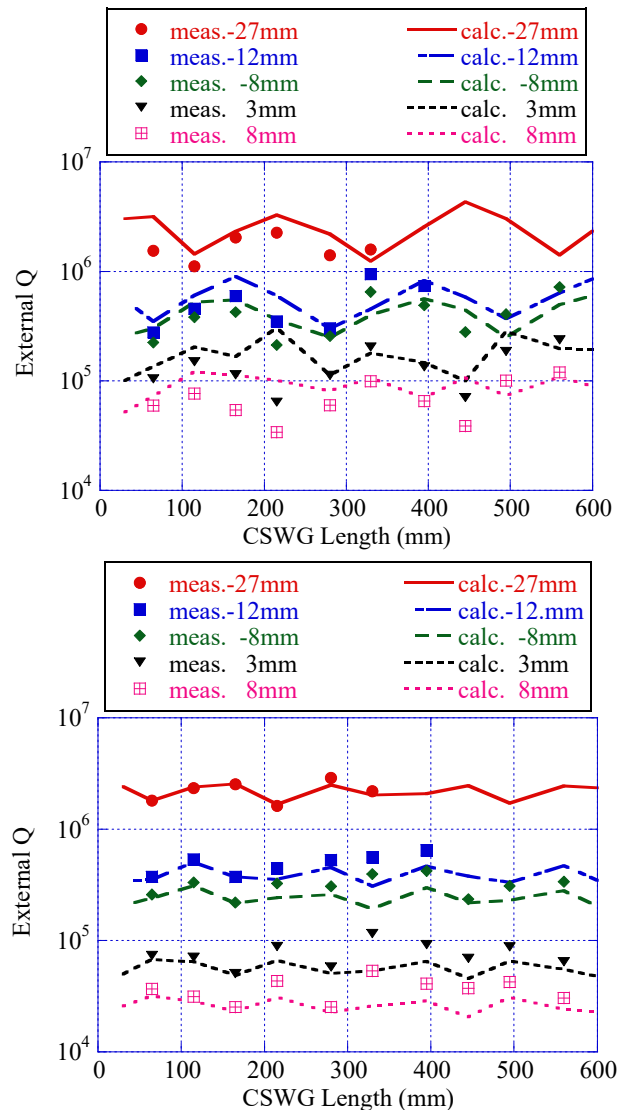 meas.-27mm calc.-27mm
meas.-12mm calc.-12mm
meas. -8mm calc. -8mm
meas. 3mm calc. 3mm
meas. 8mm calc. 8mm
10^7
10^6
10^5
10^4
External Q
0 100 200 300 400 500 600
CSWG Length (mm)
meas.-27mm calc.-27mm
meas.-12mm calc.-12.mm
meas. -8mm calc. -8mm
meas. 3mm calc. 3mm
meas. 8mm calc. 8mm
10^7
10^6
10^5
10^4
External Q
0 100 200 300 400 500 600
CSWG Length (mm)